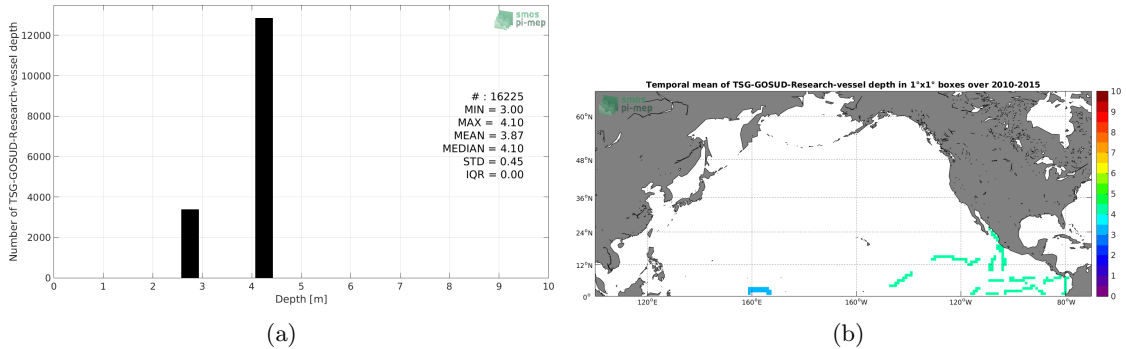 smos
pi-mep
Number of TSG-GOSUD-Research-vessel depth
12000
10000
8000
6000
4000
2000
0
# : 16225
MIN = 3.00
MAX = 4.10
MEAN = 3.87
MEDIAN = 4.10
STD = 0.45
IQR = 0.00
0 1 2 3 4 5 6 7 8 9 10
Depth [m]
(a)
Temporal mean of TSG-GOSUD-Research-vessel depth in 1°x1° boxes over 2010-2015
smos
pi-mep
60°N
48°N
36°N
24°N
12°N
0°
120°E 160°E 160°W 120°W 80°W
10
9
8
7
6
5
4
3
2
1
0
(b)